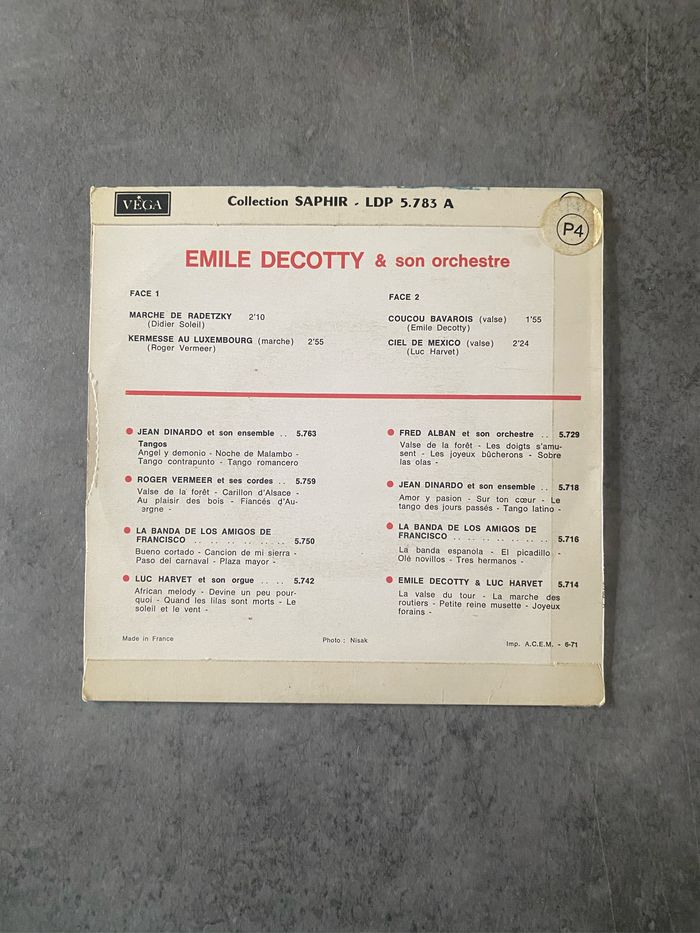 VÉGA
Collection SAPHIR - LDP 5.783 A
P4
EMILE DECOTTY & son orchestre
FACE 1
MARCHE DE RADETZKY 2'10
(Didier Soleil)
KERMESSE AU LUXEMBOURG (marche) 2'55
(Roger Vermeer)
FACE 2
COUCOU BAVAROIS (valse) 1'55
(Emile Decotty)
CIEL DE MEXICO (valse) 2'24
(Luc Harvet)
JEAN DINARDO et son ensemble .. 5.763
Tangos
Angel y demonio - Noche de Malambo -
Tango contrapunto - Tango romancero
ROGER VERMEER et ses cordes .. 5.759
Valse de la forêt - Carillon d'Alsace -
Au plaisir des bois - Fiancés d'Au-
ergne -
LA BANDA DE LOS AMIGOS DE
FRANCISCO .. .. .. .. .. .. .. 5.750
Bueno cortado - Cancion de mi sierra -
Paso del carnaval - Plaza mayor -
LUC HARVET et son orgue .. .. 5.742
African melody - Devine un peu pour-
quoi - Quand les lilas sont morts - Le
soleil et le vent -
FRED ALBAN et son orchestre .. 5.729
Valse de la forêt - Les doigts s'amu-
sent - Les joyeux bûcherons - Sobre
las olas -
JEAN DINARDO et son ensemble .. 5.718
Amor y pasion - Sur ton cœur - Le
tango des jours passés - Tango latino -
LA BANDA DE LOS AMIGOS DE
FRANCISCO .. .. .. .. .. .. .. 5.716
La banda espanola - El picadillo -
Olé novillos - Tres hermanos -
EMILE DECOTTY & LUC HARVET 5.714
La valse du tour - La marche des
routiers - Petite reine musette - Joyeux
forains -
Made in France
Photo : Nisak
Imp. A.C.E.M. - 6-71